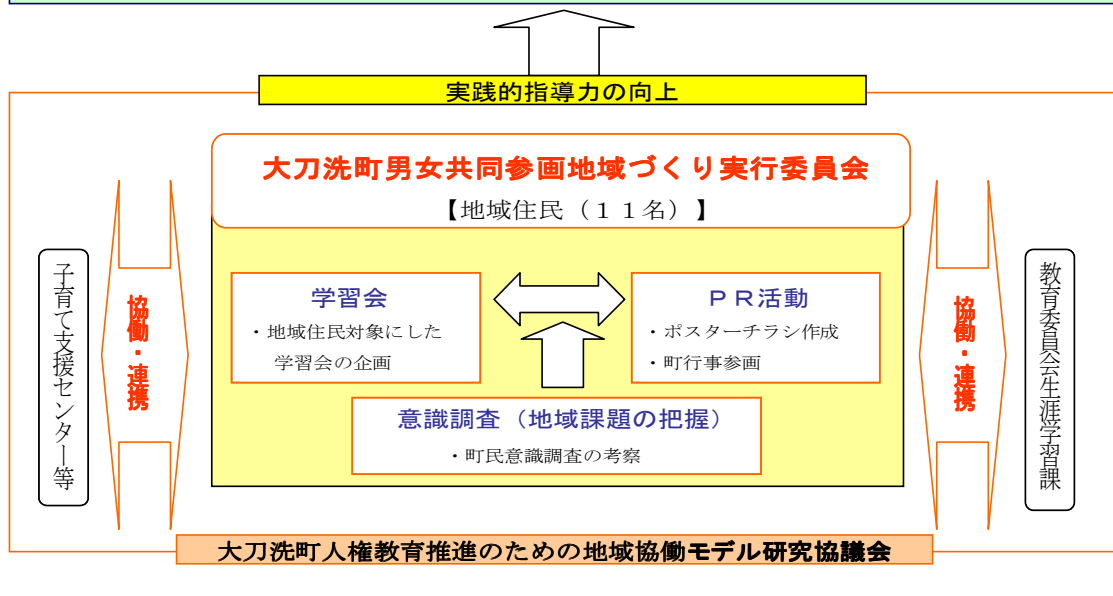 実践的指導力の向上
大刀洗町男女共同参画地域づくり実行委員会
【地域住民（１１名）】
子育て支援センター等
協働・連携
学習会
・地域住民対象にした
学習会の企画
ＰＲ活動
・ポスターチラシ作成
・町行事参画
意識調査（地域課題の把握）
・町民意識調査の考察
協働・連携
教育委員会生涯学習課
大刀洗町人権教育推進のための地域協働モデル研究協議会